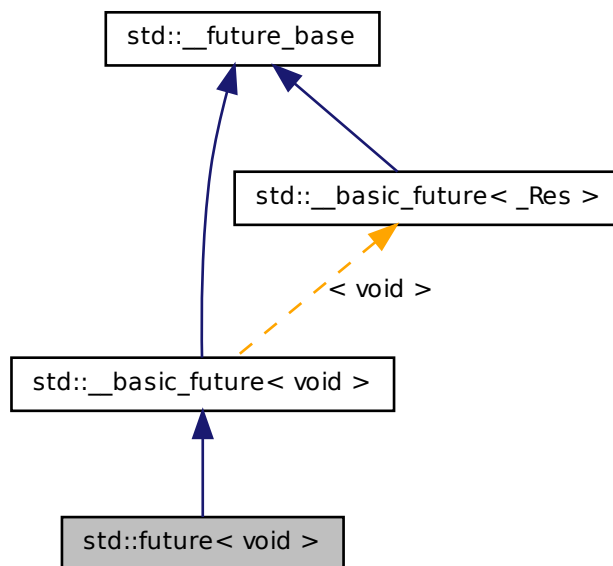 std::__future_base
std::__basic_future< _Res >
< void >
std::__basic_future< void >
std::future< void >